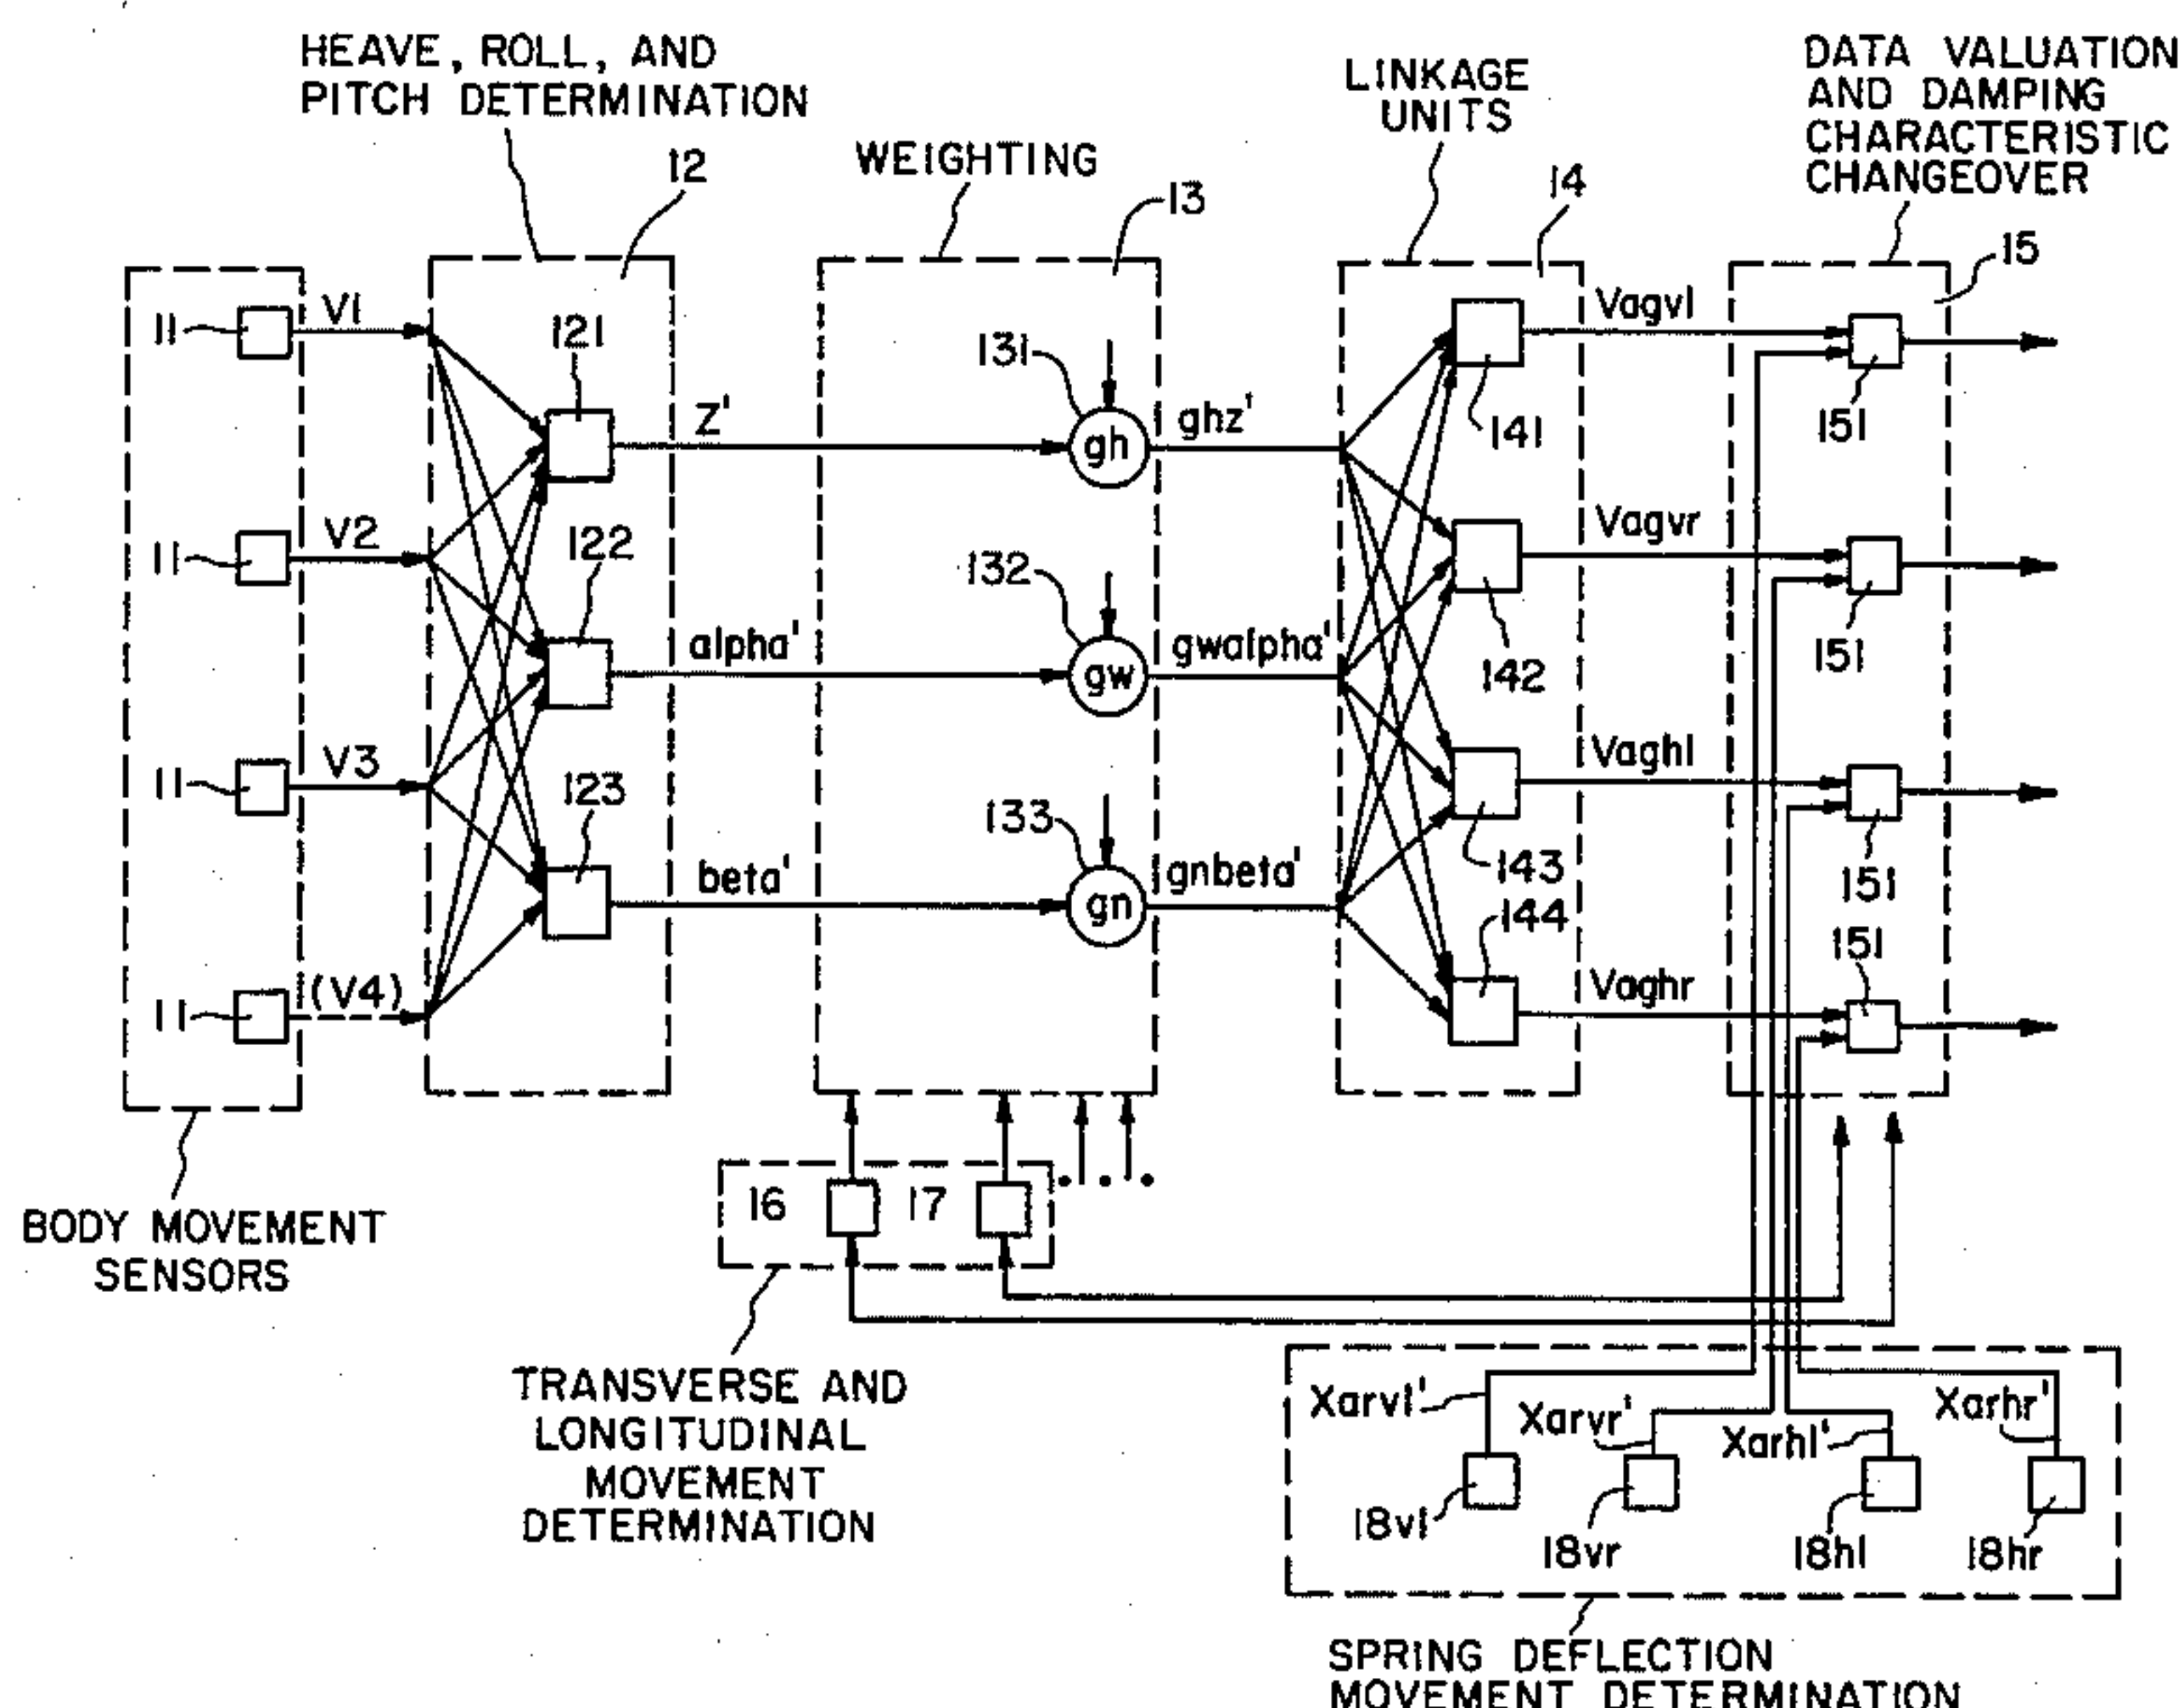 HEAVE, ROLL, AND
PITCH DETERMINATION
12
WEIGHTING
13
LINKAGE
UNITS
14
DATA VALUATION
AND DAMPING
CHARACTERISTIC
CHANGEOVER
15
11
V1
11
V2
11
V3
11
(V4)
121
122
123
Z'
alpha'
beta'
131
gh
132
gw
133
gn
ghz'
gwalpha'
gnbeta'
141
142
143
144
Vagvl
Vagvr
Vaghl
Vaghr
151
151
151
151
BODY MOVEMENT
SENSORS
16
17
TRANSVERSE AND
LONGITUDINAL
MOVEMENT
DETERMINATION
Xarvl'
Xarvr'
Xarhl'
Xarhr'
18vl
18vr
18hl
18hr
SPRING DEFLECTION
MOVEMENT DETERMINATION